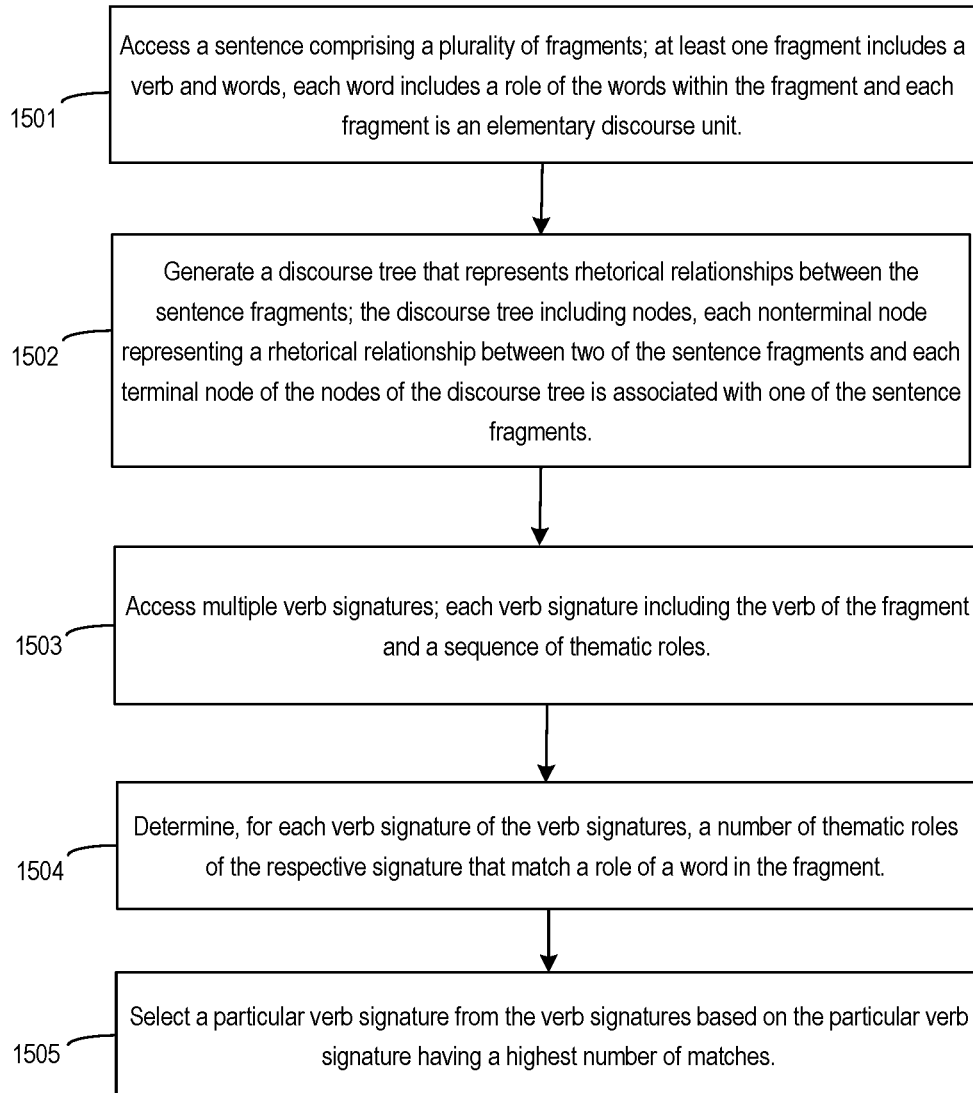 Access a sentence comprising a plurality of fragments; at least one fragment includes a
verb and words, each word includes a role of the words within the fragment and each
fragment is an elementary discourse unit.
1501
Generate a discourse tree that represents rhetorical relationships between the
sentence fragments; the discourse tree including nodes, each nonterminal node
representing a rhetorical relationship between two of the sentence fragments and each
terminal node of the nodes of the discourse tree is associated with one of the sentence
fragments.
1502
Access multiple verb signatures; each verb signature including the verb of the fragment
and a sequence of thematic roles.
1503
Determine, for each verb signature of the verb signatures, a number of thematic roles
of the respective signature that match a role of a word in the fragment.
1504
Select a particular verb signature from the verb signatures based on the particular verb
signature having a highest number of matches.
1505